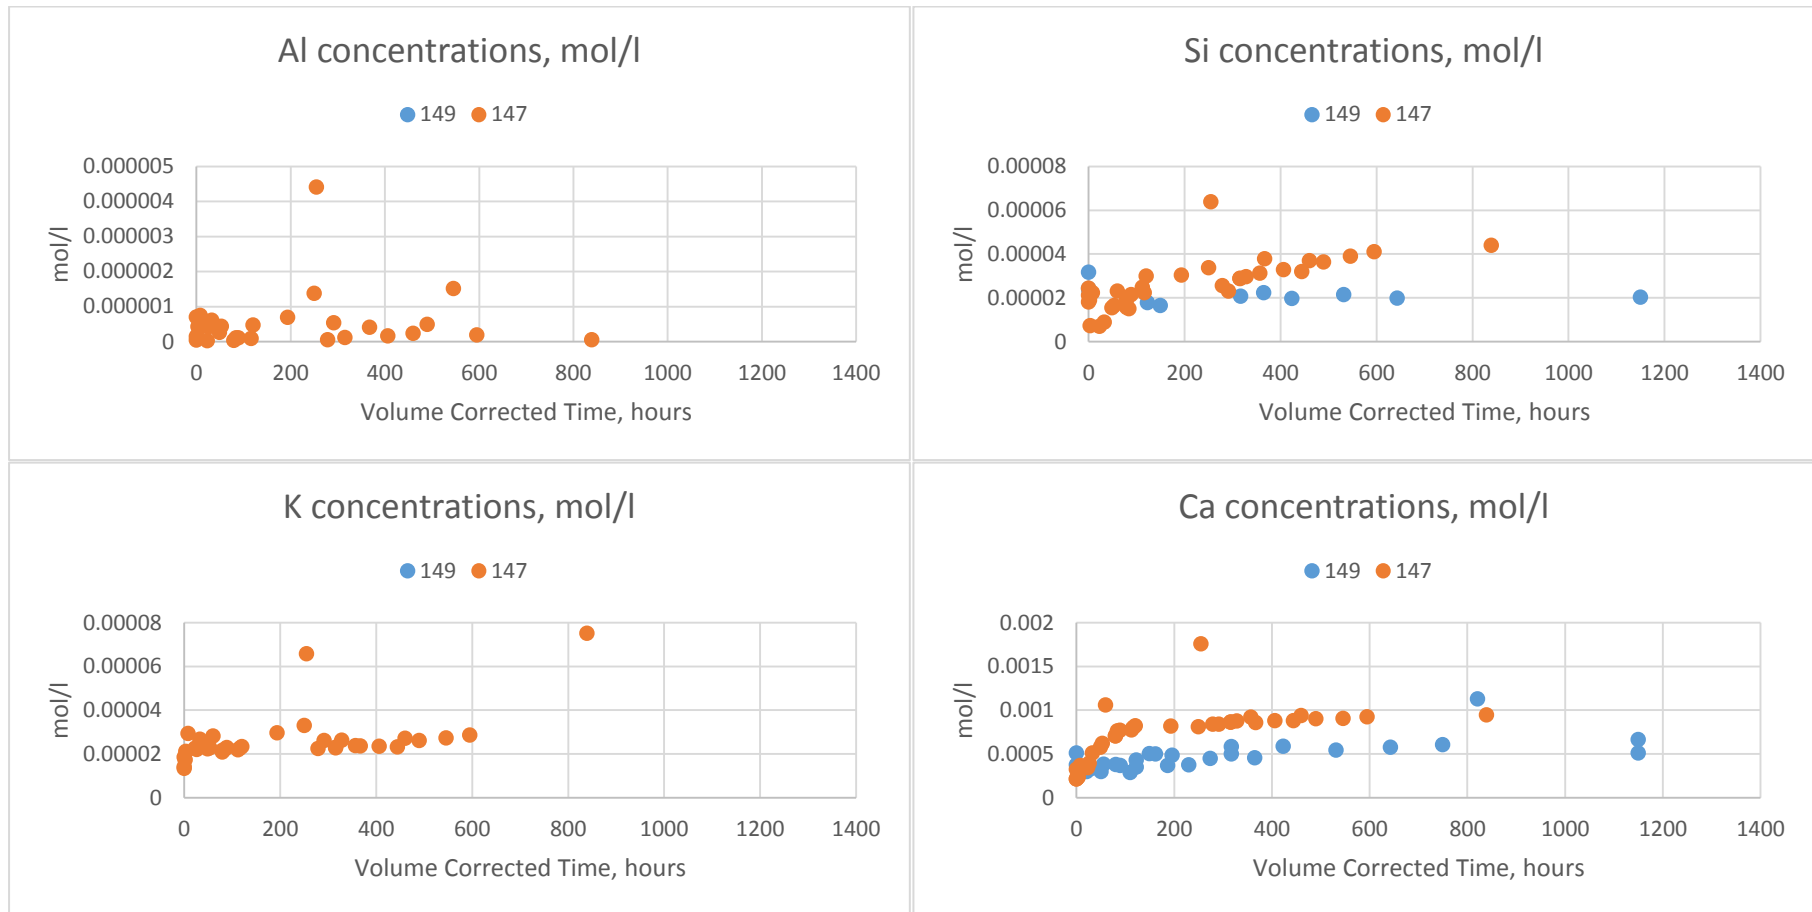 Al concentrations, mol/l
149 147
0.000005
0.000004
0.000003
0.000002
0.000001
0
mol/l
0 200 400 600 800 1000 1200 1400
Volume Corrected Time, hours
Si concentrations, mol/l
149 147
0.00008
0.00006
0.00004
0.00002
0
mol/l
0 200 400 600 800 1000 1200 1400
Volume Corrected Time, hours
K concentrations, mol/l
149 147
0.00008
0.00006
0.00004
0.00002
0
mol/l
0 200 400 600 800 1000 1200 1400
Volume Corrected Time, hours
Ca concentrations, mol/l
149 147
0.002
0.0015
0.001
0.0005
0
mol/l
0 200 400 600 800 1000 1200 1400
Volume Corrected Time, hours